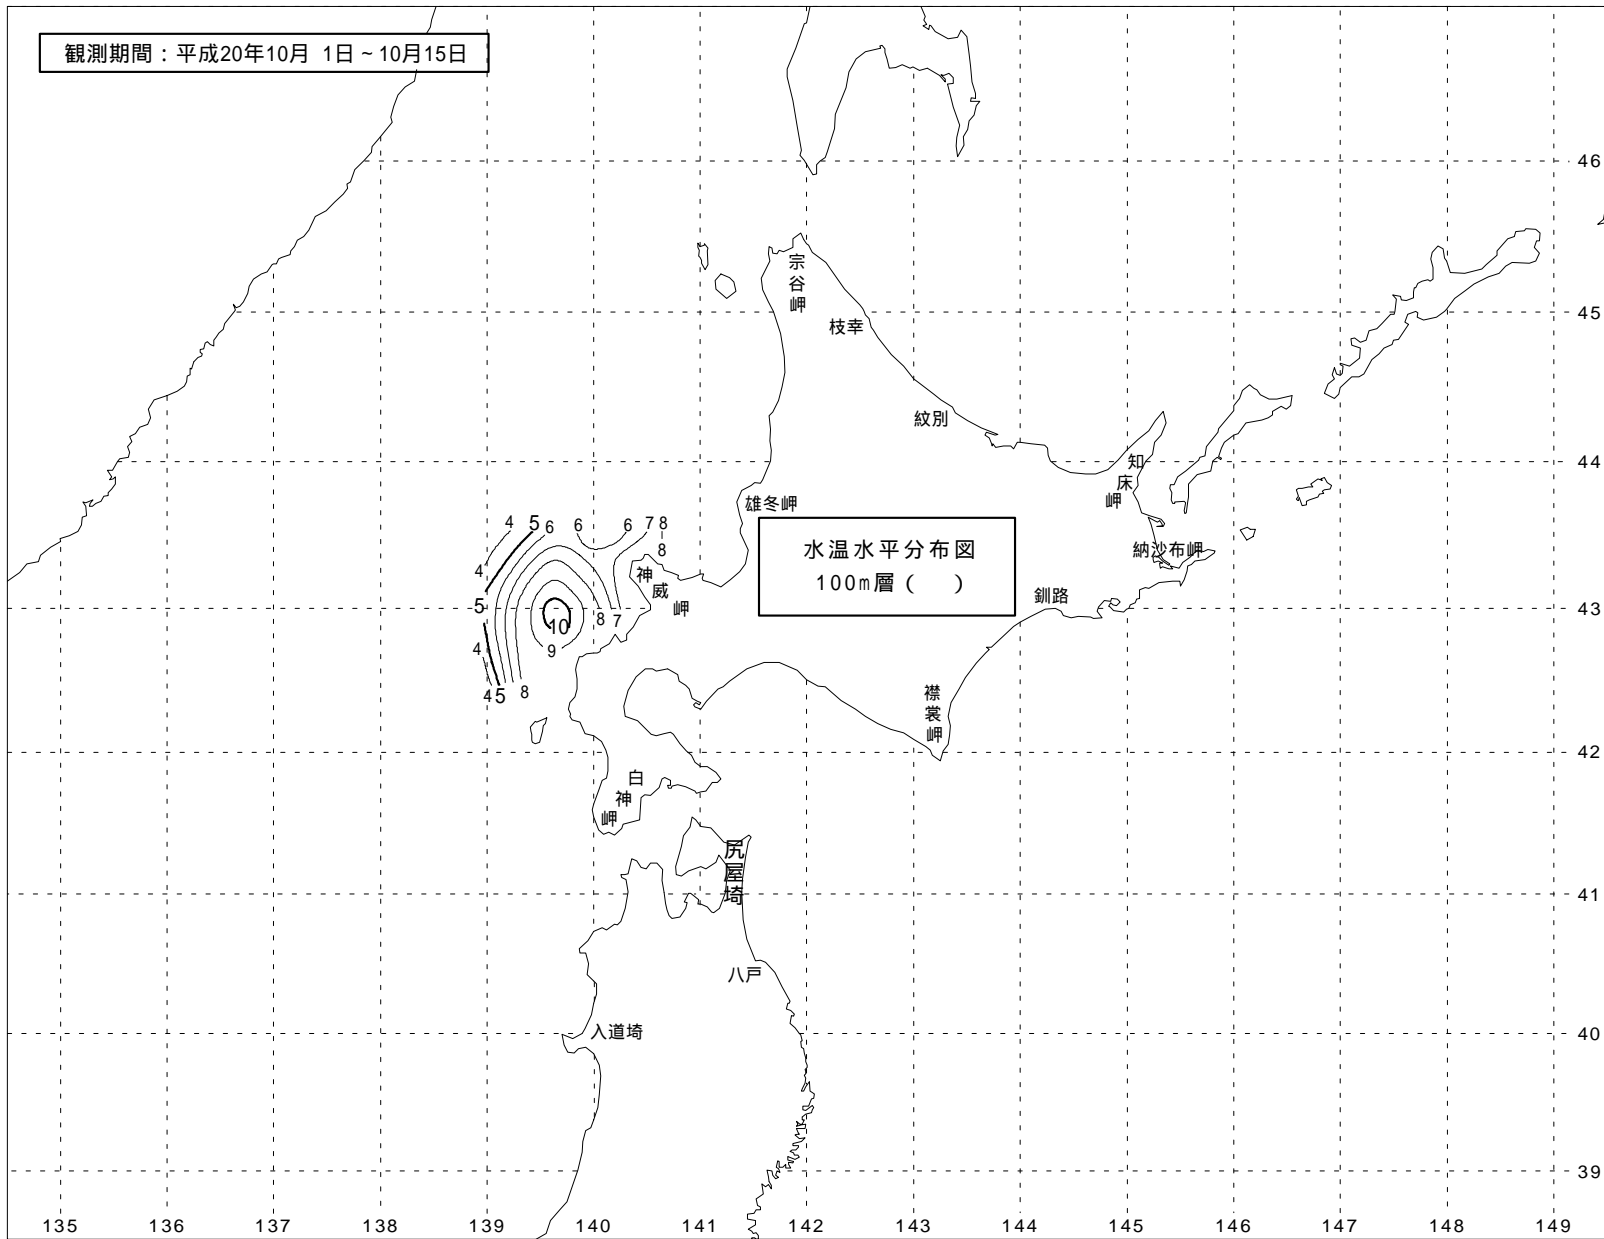 観測期間：平成20年10月 1日～10月15日
46
宗谷岬
45
枝幸
紋別
44
知床岬
雄冬岬
4 5 6 6 6 7 8
8
水温水平分布図
100m層（　）
納沙布岬
4
神威岬
釧路
5
43
8 7
10
4
9
4 5 8
襟裳岬
42
白神岬
尻屋埼
41
八戸
入道埼
40
39
135 136 137 138 139 140 141 142 143 144 145 146 147 148 149